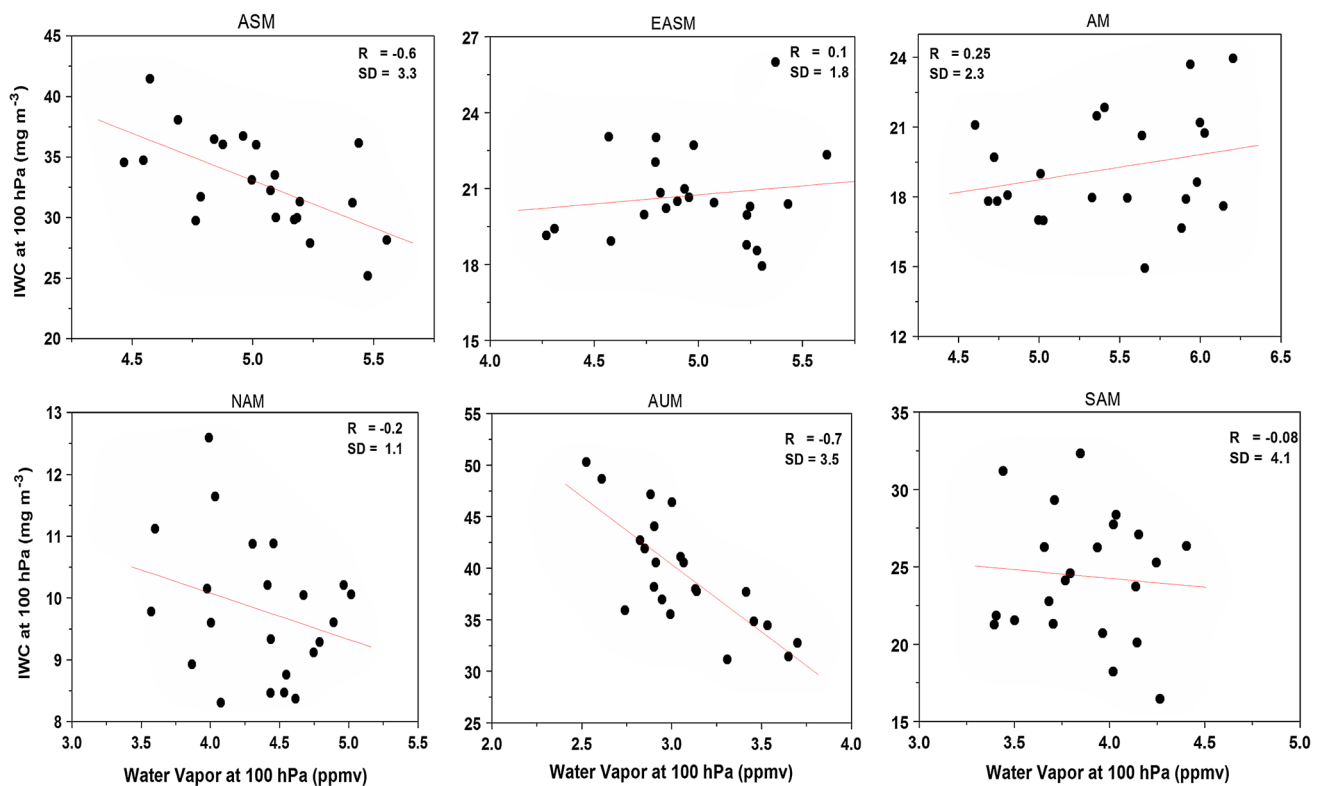 ASM
EASM
AM
R = -0.6
SD = 3.3
R = 0.1
SD = 1.8
R = 0.25
SD = 2.3
IWC at 100 hPa (mg m⁻³)
45
40
35
30
25
20
27
24
21
18
15
24
21
18
15
12
4.5 5.0 5.5
4.0 4.5 5.0 5.5
4.5 5.0 5.5 6.0 6.5
NAM
AUM
SAM
R = -0.2
SD = 1.1
R = -0.7
SD = 3.5
R = -0.08
SD = 4.1
IWC at 100 hPa (mg m⁻³)
13
12
11
10
9
8
55
50
45
40
35
30
25
35
30
25
20
15
3.0 3.5 4.0 4.5 5.0 5.5
2.0 2.5 3.0 3.5 4.0
3.0 3.5 4.0 4.5 5.0
Water Vapor at 100 hPa (ppmv)
Water Vapor at 100 hPa (ppmv)
Water Vapor at 100 hPa (ppmv)